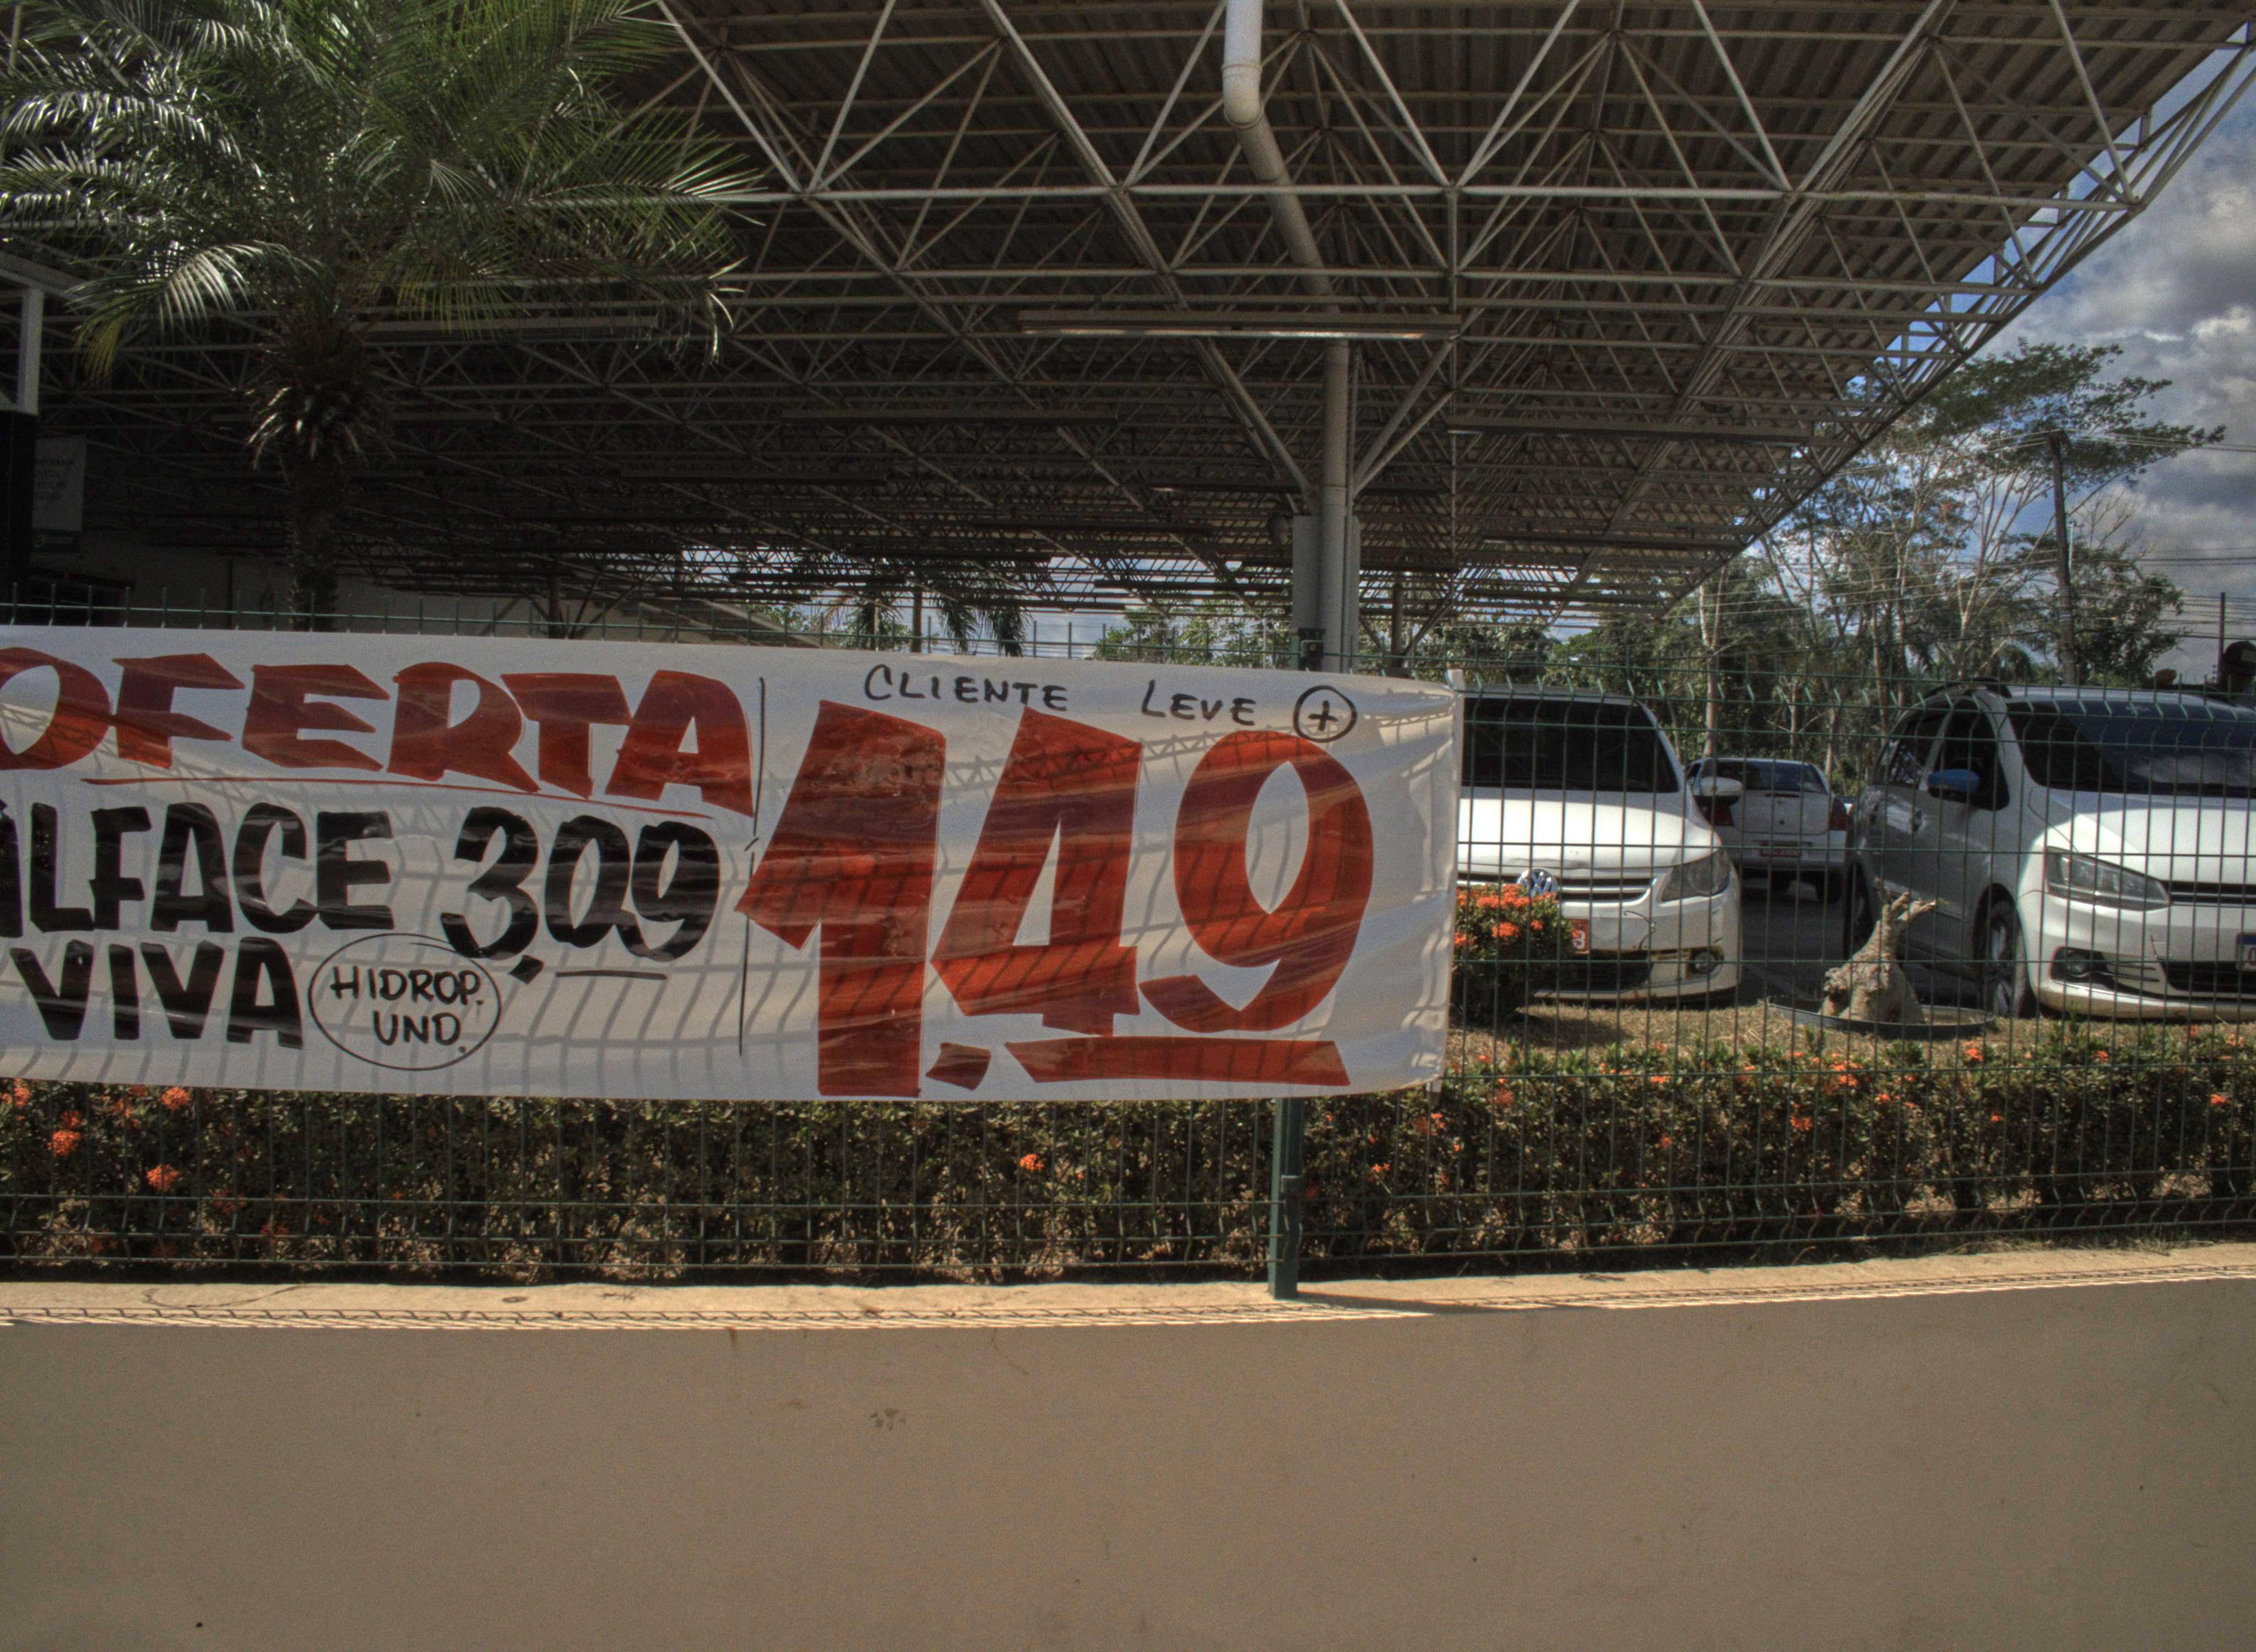 OFERTA
ALFACE 3,09
VIVA HIDROP.
UND.
CLIENTE LEVE +
1,49